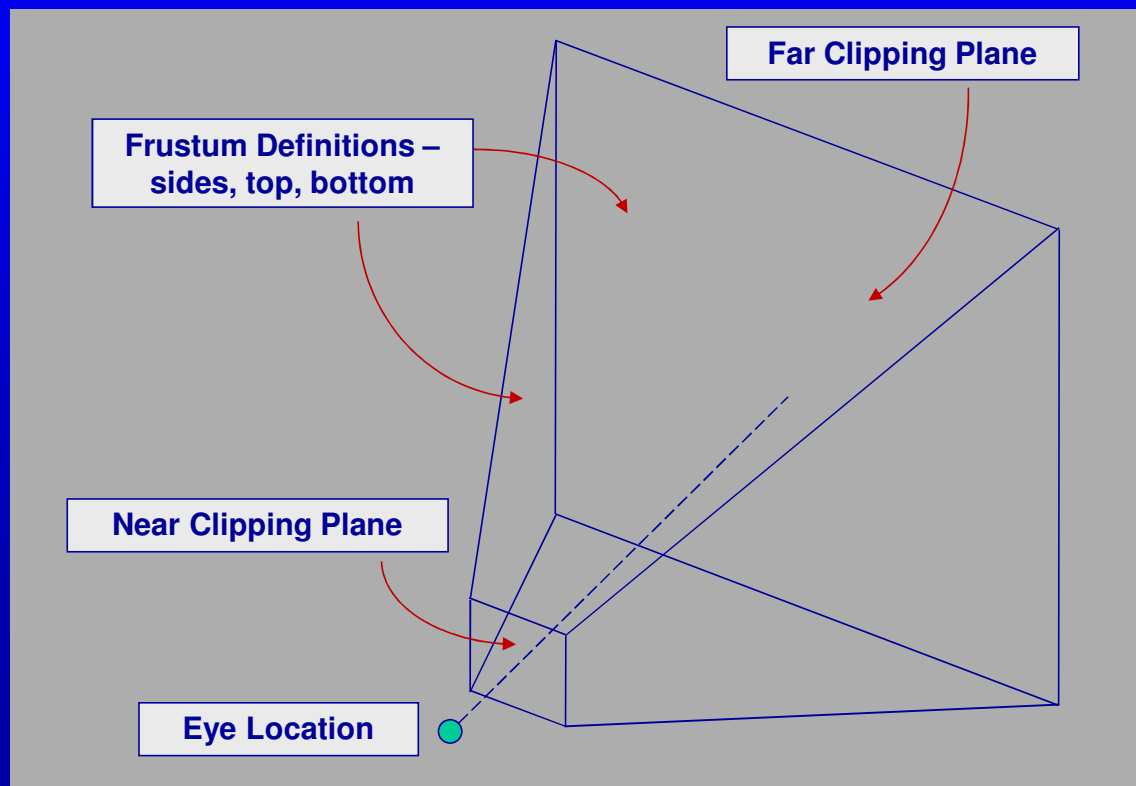 Far Clipping Plane
Frustum Definitions –
sides, top, bottom
Near Clipping Plane
Eye Location